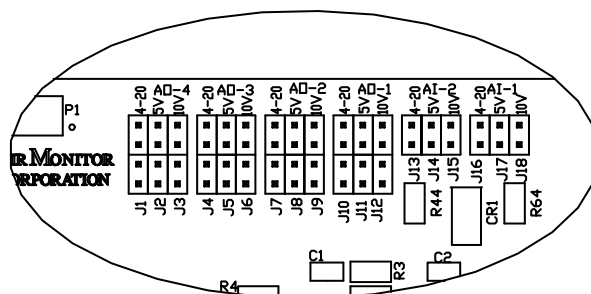 AO-4 AO-3 AO-2 AO-1 AI-2 AI-1
4-20 5V 10V 4-20 5V 10V 4-20 5V 10V 4-20 5V 10V 4-20 5V 10V 4-20 5V 10V
P1
IR MONITOR
ORPORATION
J13 J14 J15 J16 J17 J18
J1 J2 J3 J4 J5 J6 J7 J8 J9 J10 J11 J12
R44 CR1 R64
C1 R3 C2
R4